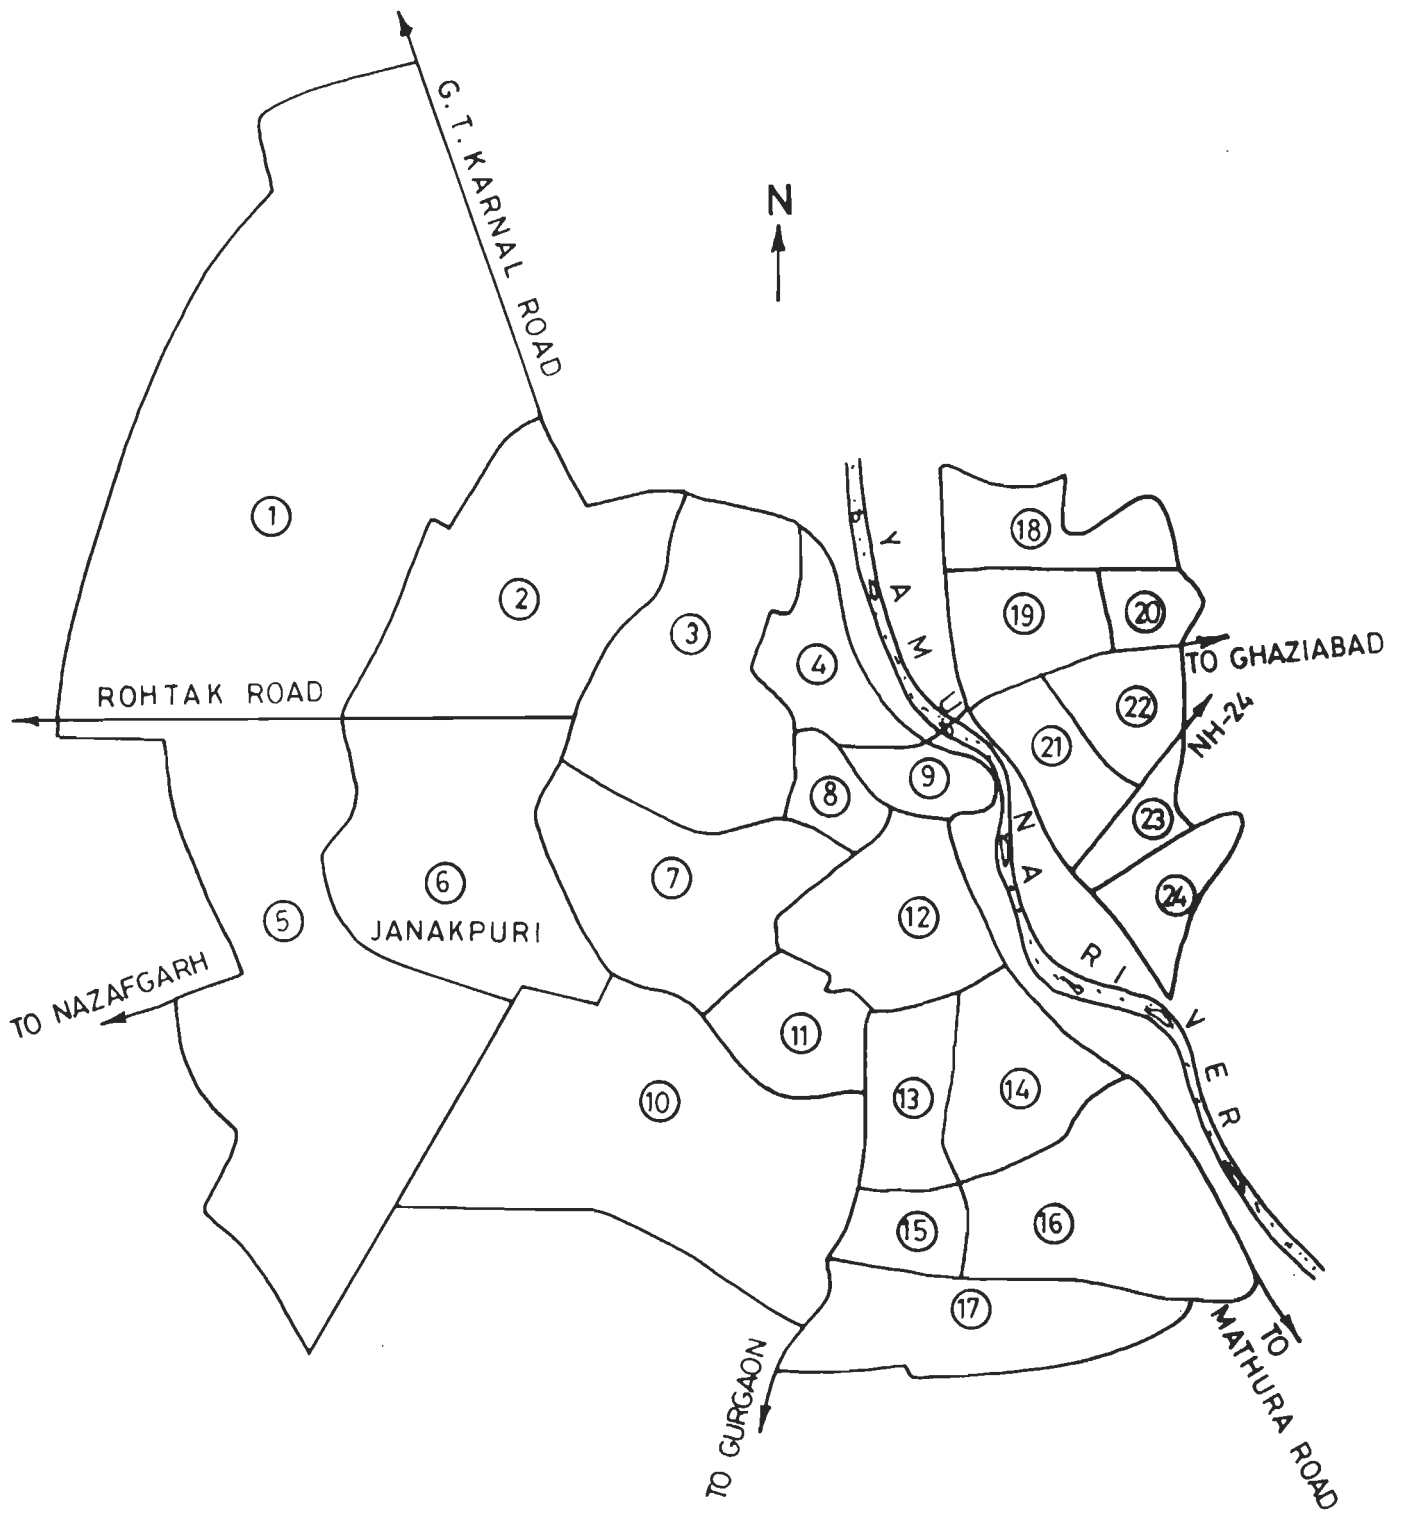 G. T. KARNAL ROAD
N
1
18
2
19
20
3
4
TO GHAZIABAD
ROHTAK ROAD
22
NH-24
21
9
8
23
YAMUNA RIVER
7
6
24
JANAKPURI
12
5
TO NAZAFGARH
11
14
13
10
16
15
17
TO GURGAON
TO
MATHURA ROAD